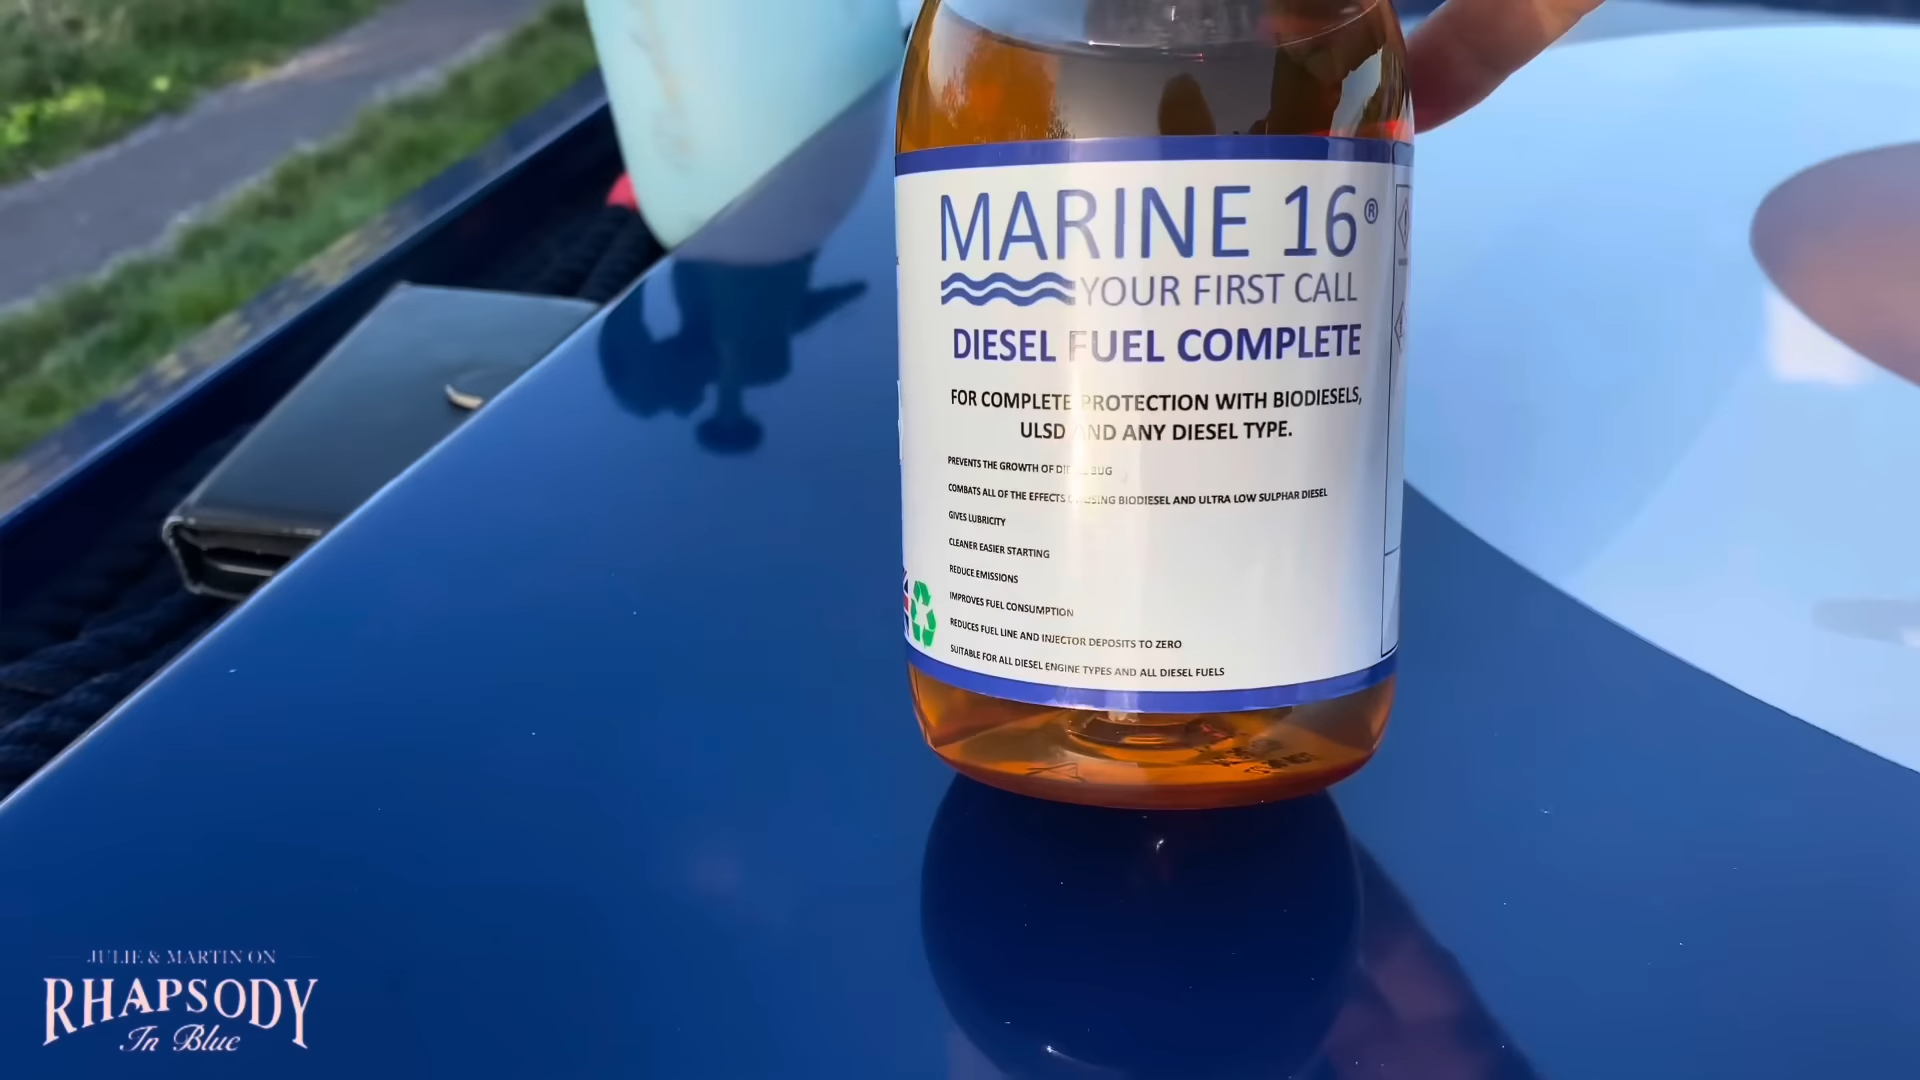 MARINE 16®
YOUR FIRST CALL
DIESEL FUEL COMPLETE
FOR COMPLETE PROTECTION WITH BIODIESELS,
ULSD AND ANY DIESEL TYPE.
PREVENTS THE GROWTH OF DIESEL BUG
COMBATS ALL OF THE EFFECTS OF USING BIODIESEL AND ULTRA LOW SULPHAR DIESEL
GIVES LUBRICITY
CLEANER EASIER STARTING
REDUCE EMISSIONS
IMPROVES FUEL CONSUMPTION
REDUCES FUEL LINE AND INJECTOR DEPOSITS TO ZERO
SUITABLE FOR ALL DIESEL ENGINE TYPES AND ALL DIESEL FUELS
JULIE & MARTIN ON
RHAPSODY
In Blue